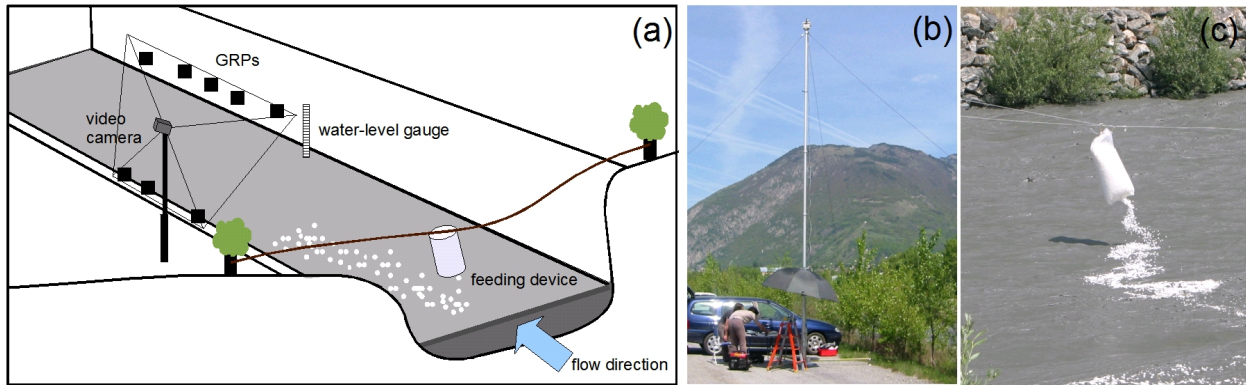 (a)
GRPs
video
camera
water-level gauge
feeding device
flow direction
(b)
(c)